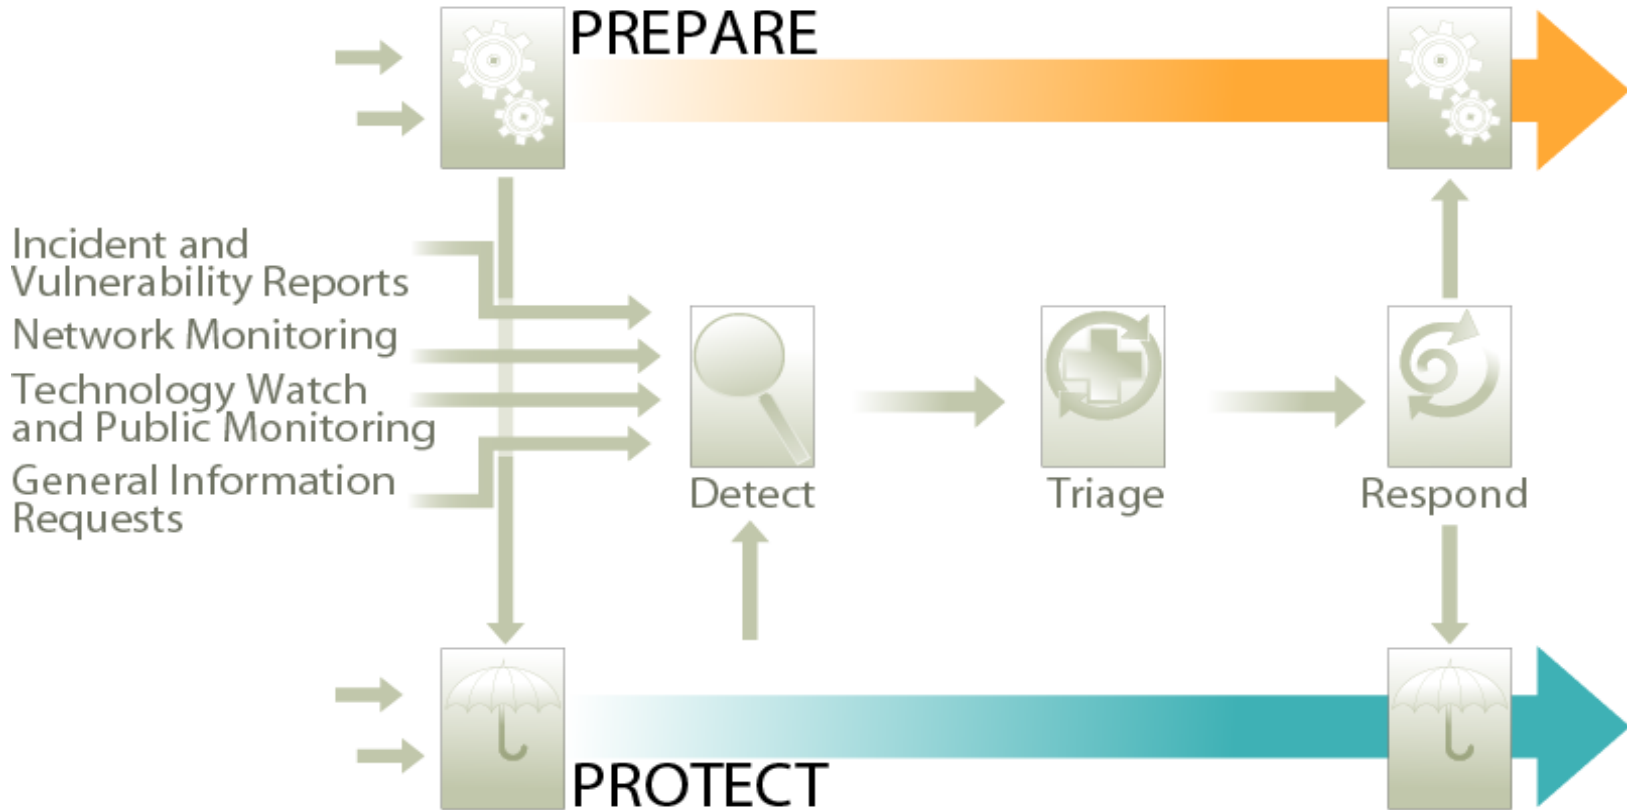 PREPARE
Incident and
Vulnerability Reports
Network Monitoring
Technology Watch
and Public Monitoring
General Information
Requests
Detect
Triage
Respond
PROTECT